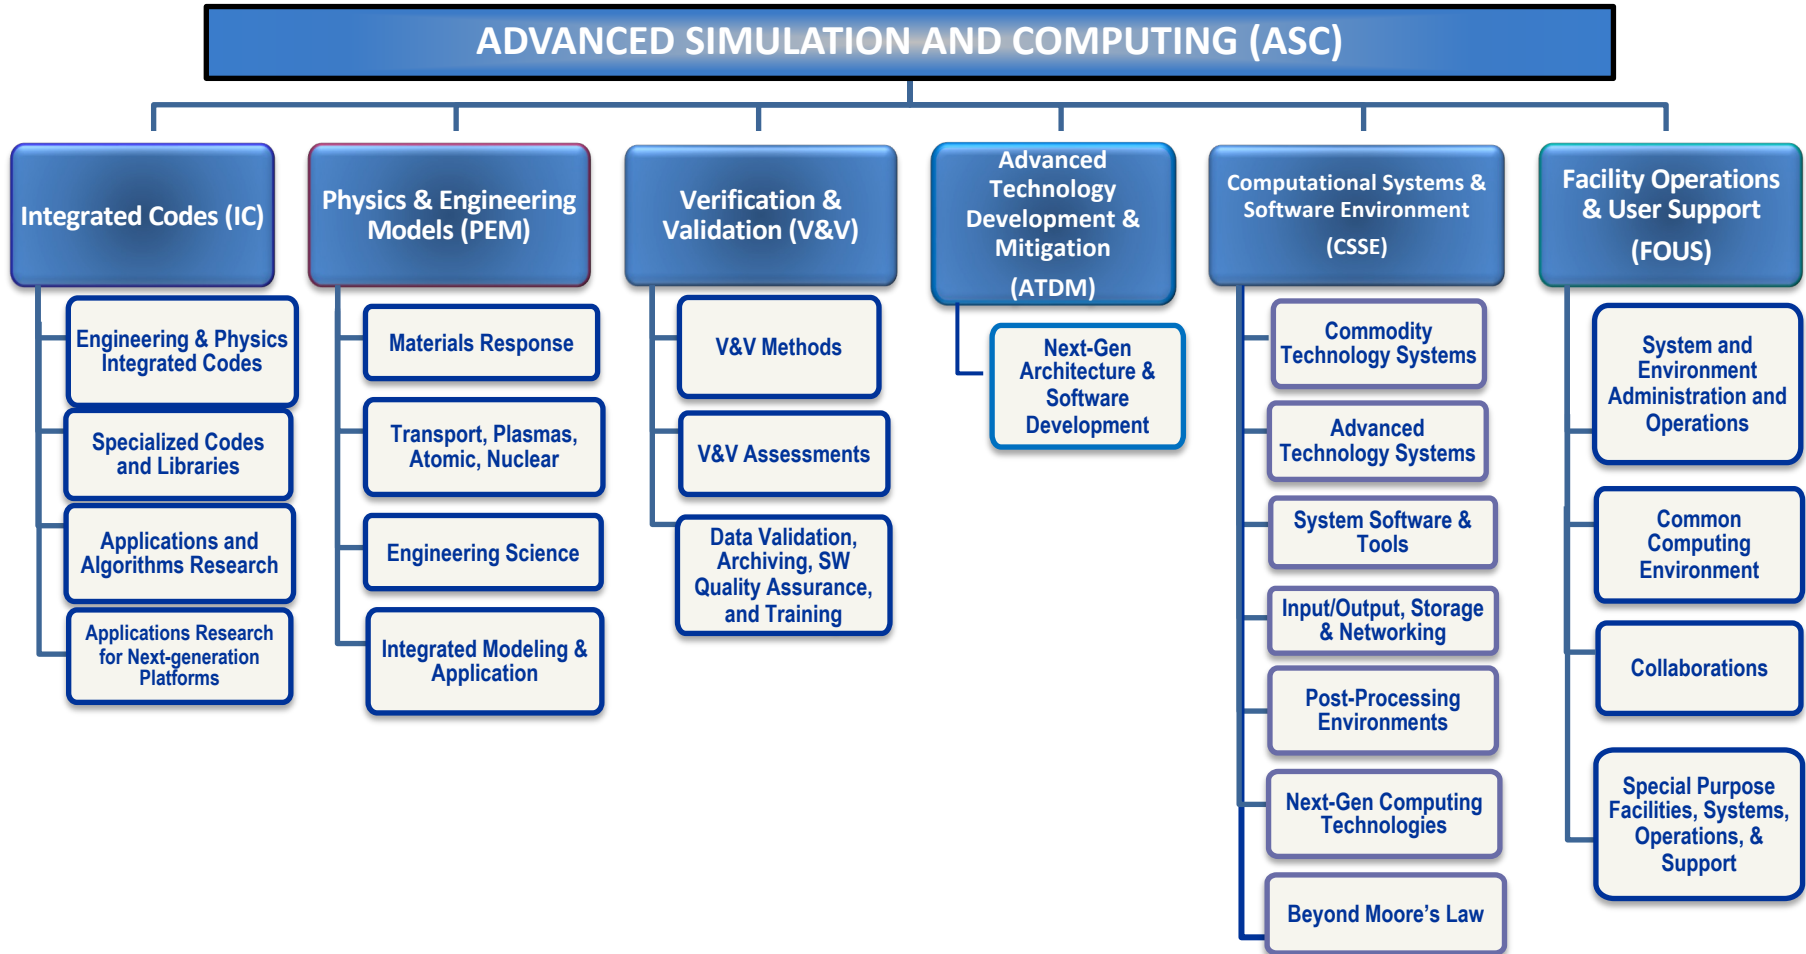 ADVANCED SIMULATION AND COMPUTING (ASC)
Integrated Codes (IC)
Engineering & Physics
Integrated Codes
Specialized Codes
and Libraries
Applications and
Algorithms Research
Applications Research
for Next-generation
Platforms
Physics & Engineering
Models (PEM)
Materials Response
Transport, Plasmas,
Atomic, Nuclear
Engineering Science
Integrated Modeling &
Application
Verification &
Validation (V&V)
V&V Methods
V&V Assessments
Data Validation,
Archiving, SW
Quality Assurance,
and Training
Advanced
Technology
Development &
Mitigation
(ATDM)
Next-Gen
Architecture &
Software
Development
Computational Systems &
Software Environment
(CSSE)
Commodity
Technology Systems
Advanced
Technology Systems
System Software &
Tools
Input/Output, Storage
& Networking
Post-Processing
Environments
Next-Gen Computing
Technologies
Beyond Moore’s Law
Facility Operations
& User Support
(FOUS)
System and
Environment
Administration and
Operations
Common
Computing
Environment
Collaborations
Special Purpose
Facilities, Systems,
Operations, &
Support